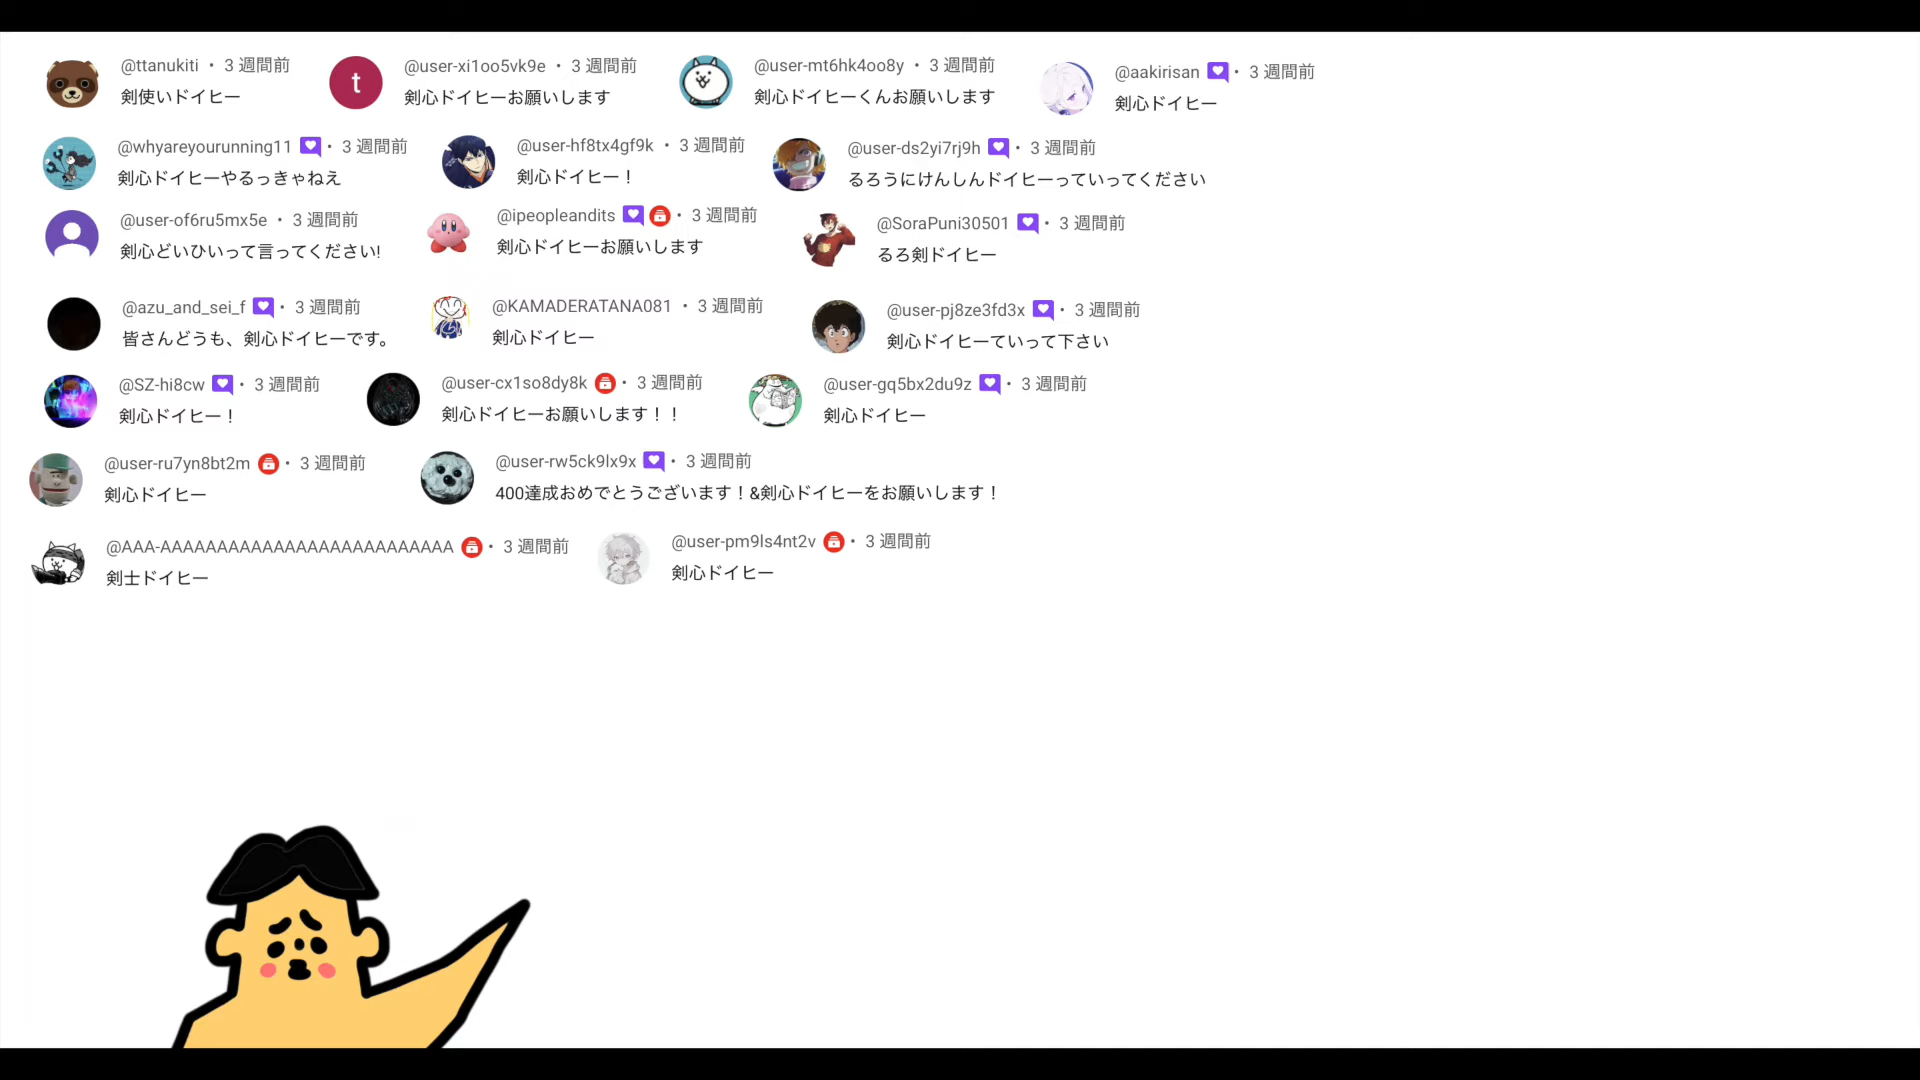 @ttanukiti ・ 3 週間前
剣使いドイヒー
@user-xi1oo5vk9e ・ 3 週間前
剣心ドイヒーお願いします
@user-mt6hk4oo8y ・ 3 週間前
剣心ドイヒーくんお願いします
@aakirisan ・ 3 週間前
剣心ドイヒー
@whyareyourunning11 ・ 3 週間前
剣心ドイヒーやるっきゃねえ
@user-hf8tx4gf9k ・ 3 週間前
剣心ドイヒー！
@user-ds2yi7rj9h ・ 3 週間前
るろうにけんしんドイヒーっていってください
@user-of6ru5mx5e ・ 3 週間前
剣心どいひいって言ってください!
@ipeopleandits ・ 3 週間前
剣心ドイヒーお願いします
@SoraPuni30501 ・ 3 週間前
るろ剣ドイヒー
@azu_and_sei_f ・ 3 週間前
皆さんどうも、剣心ドイヒーです。
@KAMADERATANA081 ・ 3 週間前
剣心ドイヒー
@user-pj8ze3fd3x ・ 3 週間前
剣心ドイヒーていって下さい
@SZ-hi8cw ・ 3 週間前
剣心ドイヒー！
@user-cx1so8dy8k ・ 3 週間前
剣心ドイヒーお願いします！！
@user-gq5bx2du9z ・ 3 週間前
剣心ドイヒー
@user-ru7yn8bt2m ・ 3 週間前
剣心ドイヒー
@user-rw5ck9lx9x ・ 3 週間前
400達成おめでとうございます！&剣心ドイヒーをお願いします！
@AAA-AAAAAAAAAAAAAAAAAAAAAAAAAA ・ 3 週間前
剣士ドイヒー
@user-pm9ls4nt2v ・ 3 週間前
剣心ドイヒー
t